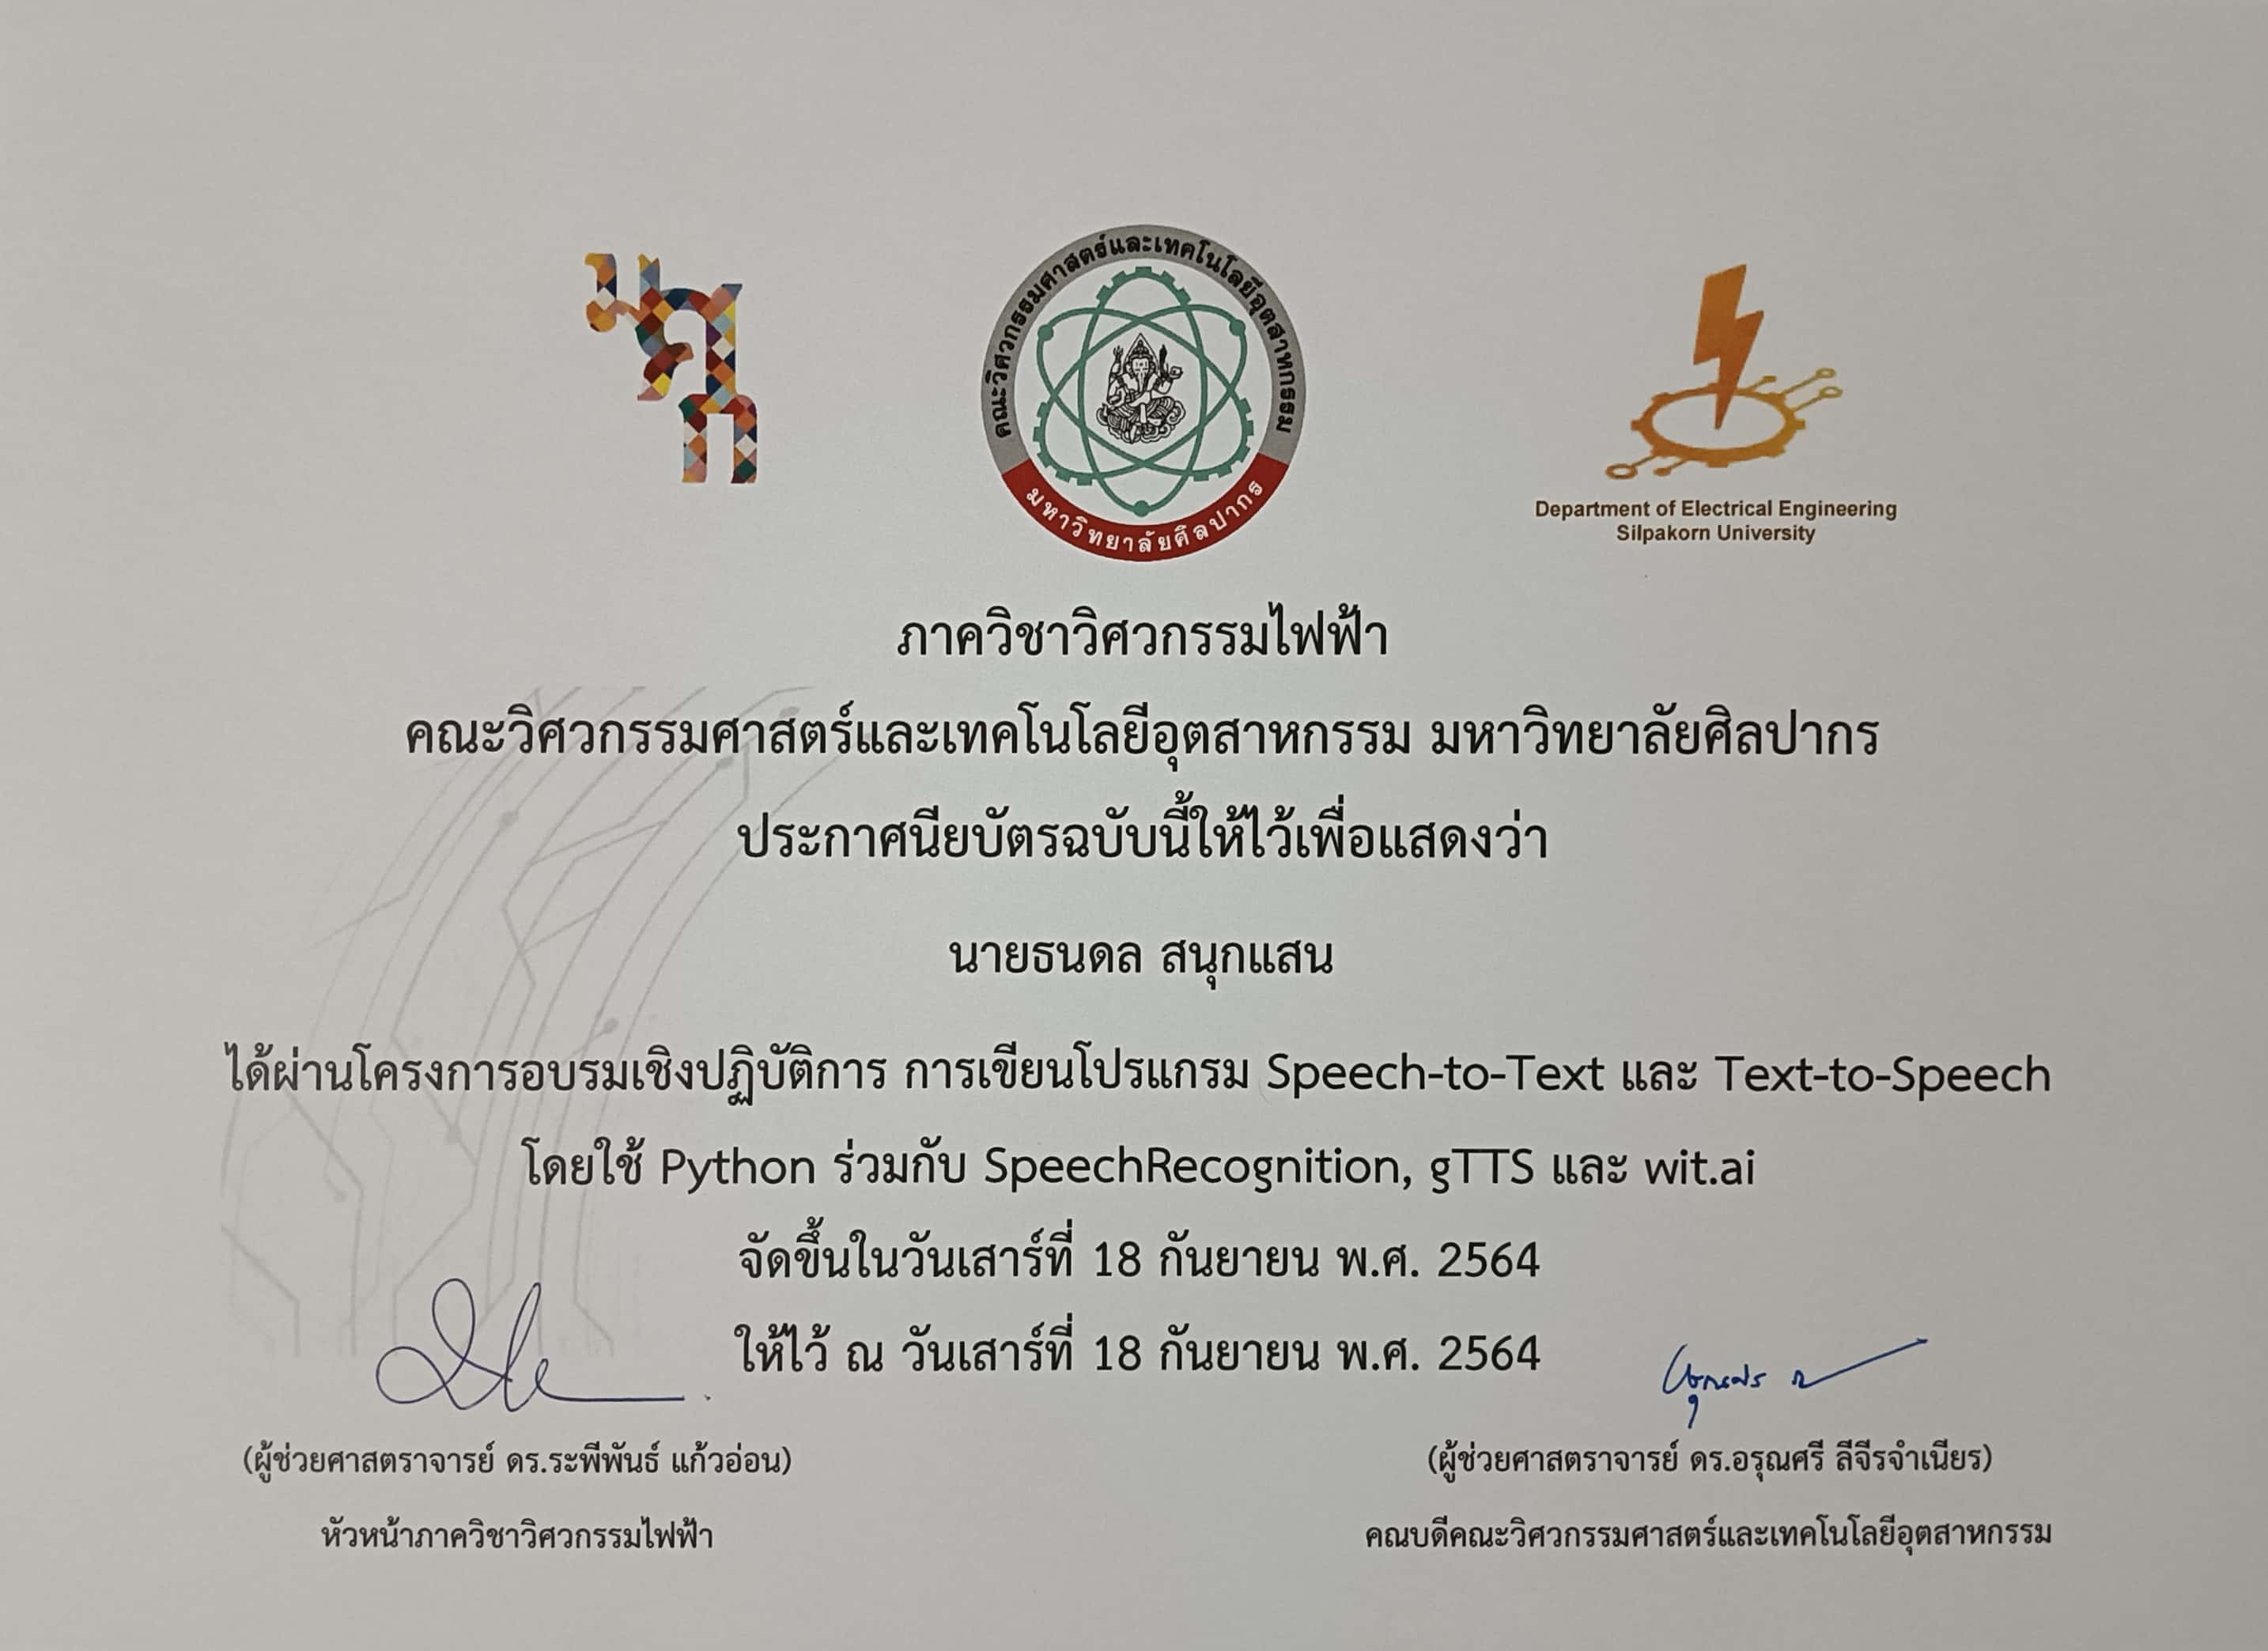 มศก
คณะวิศวกรรมศาสตร์และเทคโนโลยีอุตสาหกรรม
มหาวิทยาลัยศิลปากร
Department of Electrical Engineering
Silpakorn University
ภาควิชาวิศวกรรมไฟฟ้า
คณะวิศวกรรมศาสตร์และเทคโนโลยีอุตสาหกรรม มหาวิทยาลัยศิลปากร
ประกาศนียบัตรฉบับนี้ให้ไว้เพื่อแสดงว่า
นายธนดล สนุกแสน
ได้ผ่านโครงการอบรมเชิงปฏิบัติการ การเขียนโปรแกรม Speech-to-Text และ Text-to-Speech
โดยใช้ Python ร่วมกับ SpeechRecognition, gTTS และ wit.ai
จัดขึ้นในวันเสาร์ที่ 18 กันยายน พ.ศ. 2564
ให้ไว้ ณ วันเสาร์ที่ 18 กันยายน พ.ศ. 2564
(ผู้ช่วยศาสตราจารย์ ดร.ระพีพันธ์ แก้วอ่อน)
หัวหน้าภาควิชาวิศวกรรมไฟฟ้า
(ผู้ช่วยศาสตราจารย์ ดร.อรุณศรี ลีจีรจำเนียร)
คณบดีคณะวิศวกรรมศาสตร์และเทคโนโลยีอุตสาหกรรม